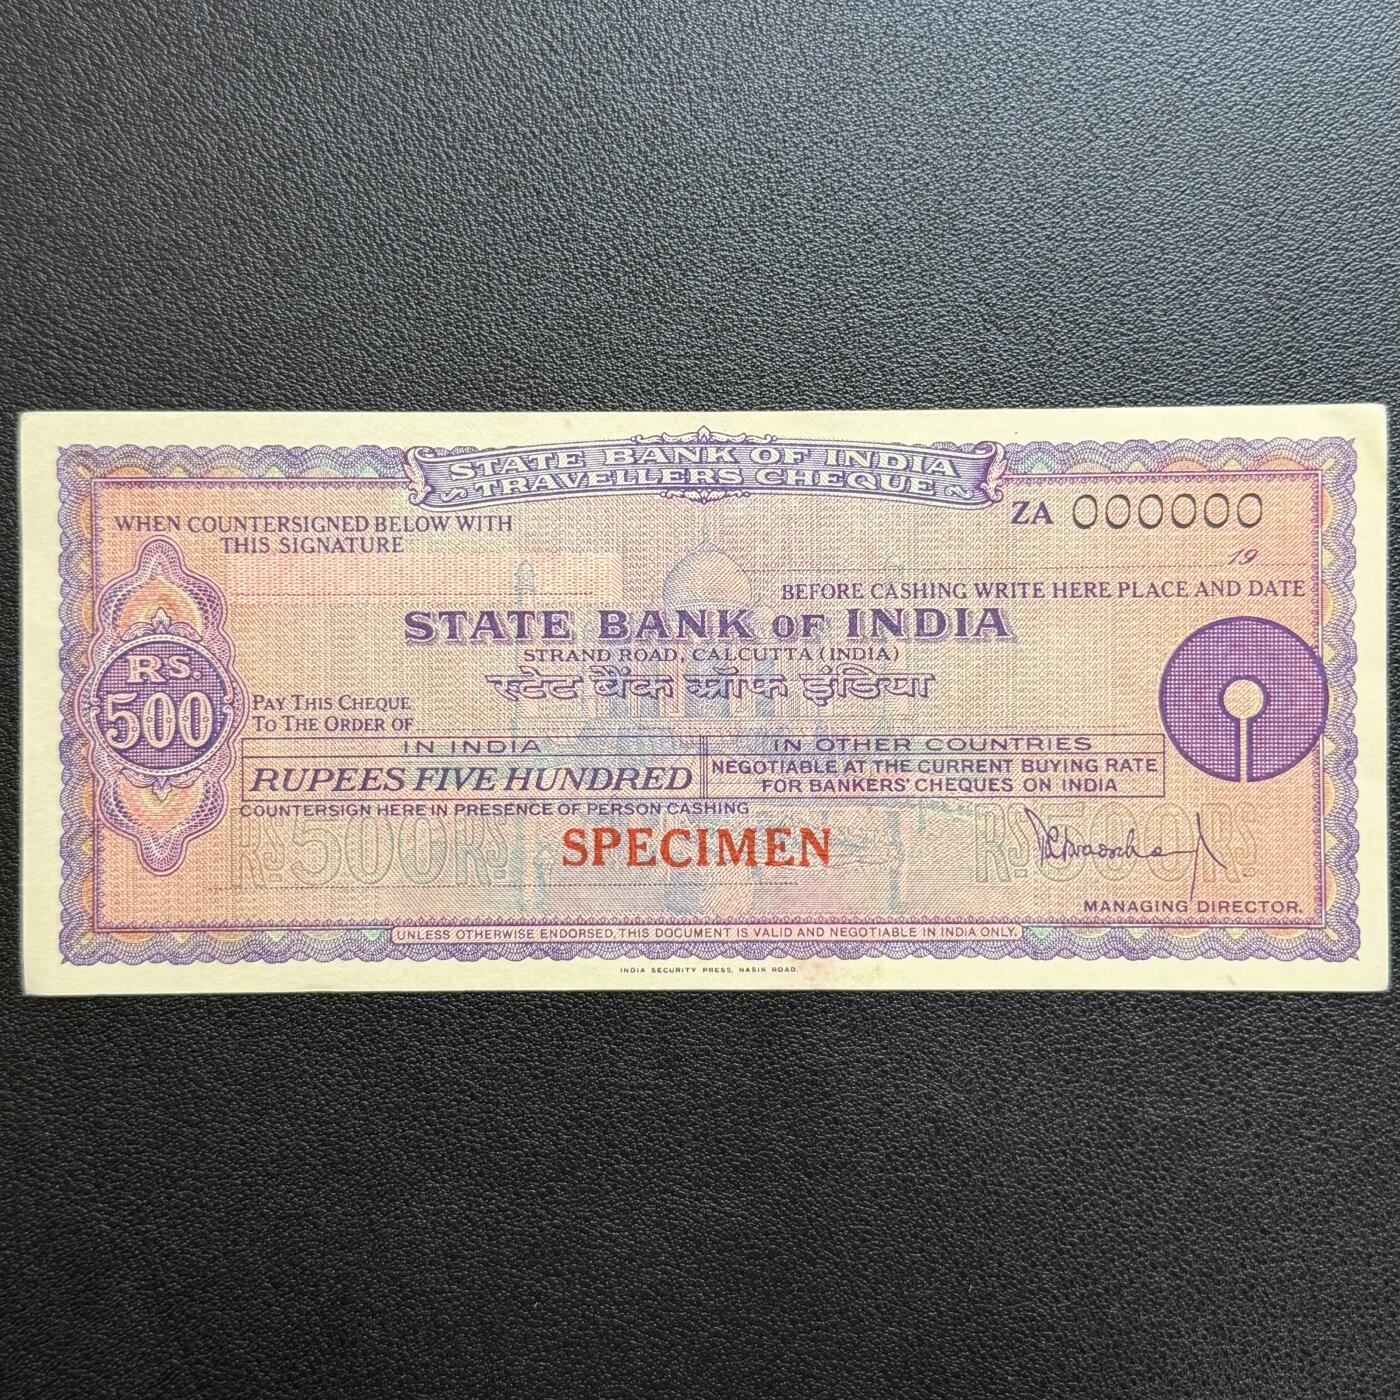 STATE BANK OF INDIA
TRAVELLERS CHEQUE
ZA 000000
WHEN COUNTERSIGNED BELOW WITH
THIS SIGNATURE
19
BEFORE CASHING WRITE HERE PLACE AND DATE
STATE BANK OF INDIA
STRAND ROAD, CALCUTTA (INDIA)
स्टेट बैंक ऑफ इंडिया
RS.
500
PAY THIS CHEQUE
TO THE ORDER OF
IN INDIA
RUPEES FIVE HUNDRED
IN OTHER COUNTRIES
NEGOTIABLE AT THE CURRENT BUYING RATE
FOR BANKERS' CHEQUES ON INDIA
COUNTERSIGN HERE IN PRESENCE OF PERSON CASHING
RS500RS
SPECIMEN
RS500RS.
MANAGING DIRECTOR.
UNLESS OTHERWISE ENDORSED, THIS DOCUMENT IS VALID AND NEGOTIABLE IN INDIA ONLY.
INDIA SECURITY PRESS, NASIK ROAD.